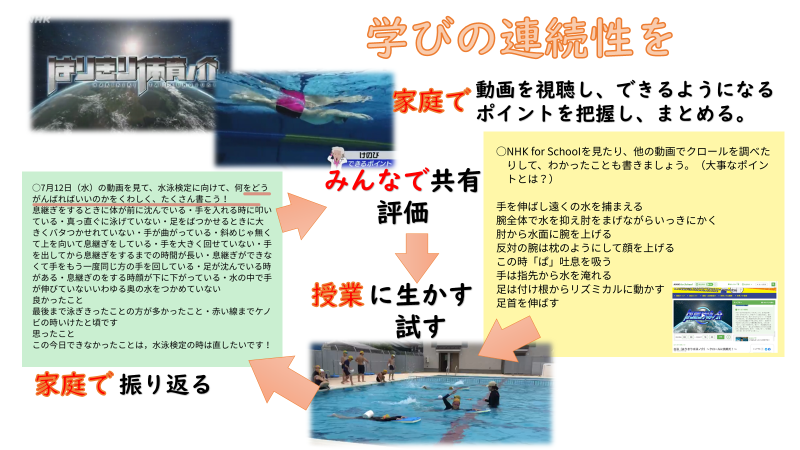 学びの連続性を
NHK
はりきり体育ノ介
けのび
できるポイント
家庭で 動画を視聴し、できるようになる
ポイントを把握し、まとめる。
みんなで共有
評価
授業に生かす
試す
家庭で 振り返る
〇7月12日（水）の動画を見て、水泳検定に向けて、何をどう
がんばればいいのかをくわしく、たくさん書こう！
息継ぎをするときに体が前に沈んでいる・手を入れる時に叩い
ている・真っ直ぐに泳げていない・足をばつかせるときに大
きくバタつかせれていない・手が曲がっている・斜めじゃ無く
て上を向いて息継ぎをしている・手を大きく回せていない・手
を出してから息継ぎをするまでの時間が長い・息継ぎができな
くて手をもう一度同じ方の手を回している・足が沈んでいる時
がある・息継ぎのをする時顔が下に下がっている・水の中で手
が伸びていないいわゆる奥の水をつかめていない
良かったこと
最後まで泳ぎきったことの方が多かったこと・赤い線までケノ
ビの時いけたと頃です
思ったこと
この今日できなかったことは，水泳検定の時は直したいです！
〇NHK for Schoolを見たり、他の動画でクロールを調べた
りして、わかったことも書きましょう。（大事なポイン
トとは？）
手を伸ばし遠くの水を捕まえる
腕全体で水を抑え肘をまげながらいっきにかく
肘から水面に腕を上げる
反対の腕は枕のようにして顔を上げる
この時「ぱ」吐息を吸う
手は指先から水を淹れる
足は付け根からリズミカルに動かす
足首を伸ばす